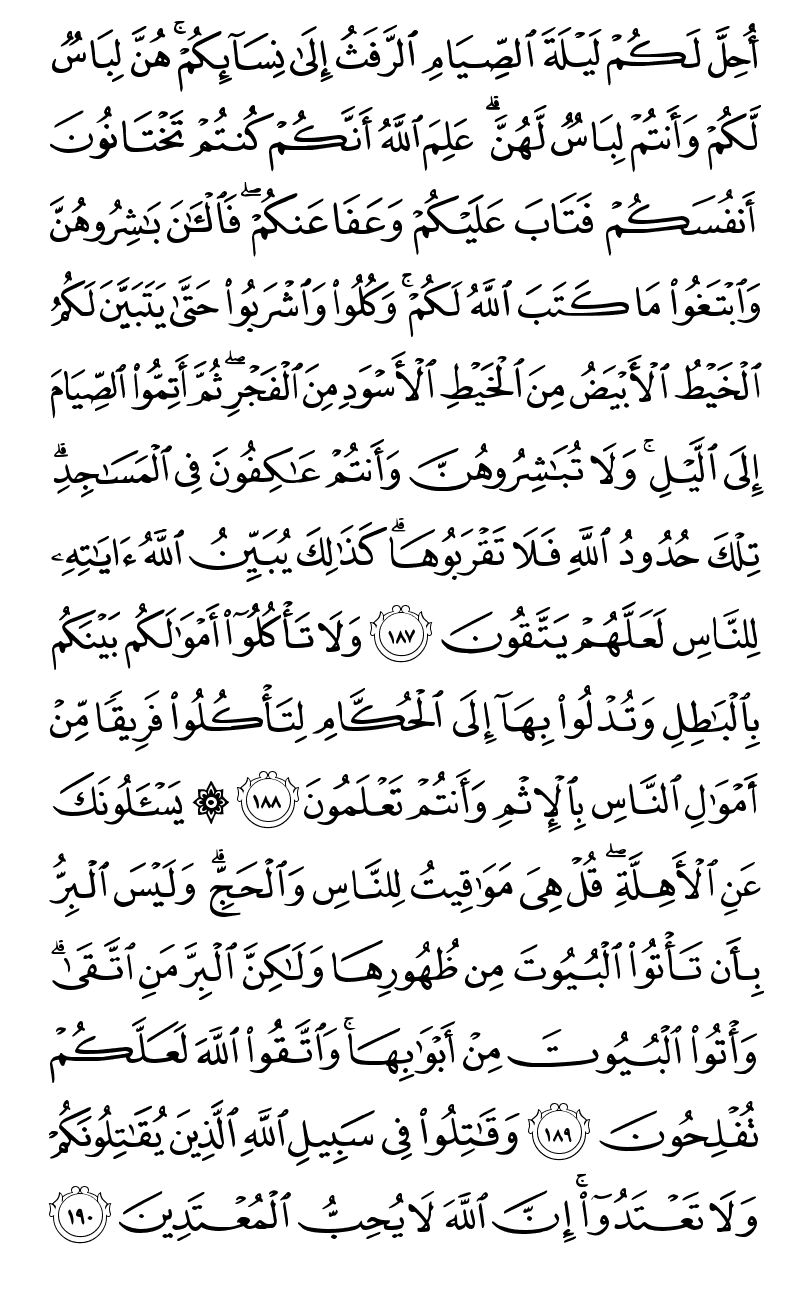 أُحِلَّ لَكُمۡ لَيۡلَةَ ٱلصِّيَامِ ٱلرَّفَثُ إِلَىٰ نِسَآئِكُمۡۚ هُنَّ لِبَاسٞ
لَّكُمۡ وَأَنتُمۡ لِبَاسٞ لَّهُنَّۗ عَلِمَ ٱللَّهُ أَنَّكُمۡ كُنتُمۡ تَخۡتَانُونَ
أَنفُسَكُمۡ فَتَابَ عَلَيۡكُمۡ وَعَفَا عَنكُمۡۖ فَٱلۡـَٰٔنَ بَٰشِرُوهُنَّ
وَٱبۡتَغُواْ مَا كَتَبَ ٱللَّهُ لَكُمۡۚ وَكُلُواْ وَٱشۡرَبُواْ حَتَّىٰ يَتَبَيَّنَ لَكُمُ
ٱلۡخَيۡطُ ٱلۡأَبۡيَضُ مِنَ ٱلۡخَيۡطِ ٱلۡأَسۡوَدِ مِنَ ٱلۡفَجۡرِۖ ثُمَّ أَتِمُّواْ ٱلصِّيَامَ
إِلَى ٱلَّيۡلِۚ وَلَا تُبَٰشِرُوهُنَّ وَأَنتُمۡ عَٰكِفُونَ فِي ٱلۡمَسَٰجِدِۗ
تِلۡكَ حُدُودُ ٱللَّهِ فَلَا تَقۡرَبُوهَاۗ كَذَٰلِكَ يُبَيِّنُ ٱللَّهُ ءَايَٰتِهِۦ
لِلنَّاسِ لَعَلَّهُمۡ يَتَّقُونَ ١٨٧ وَلَا تَأۡكُلُوٓاْ أَمۡوَٰلَكُم بَيۡنَكُم
بِٱلۡبَٰطِلِ وَتُدۡلُواْ بِهَآ إِلَى ٱلۡحُكَّامِ لِتَأۡكُلُواْ فَرِيقٗا مِّنۡ
أَمۡوَٰلِ ٱلنَّاسِ بِٱلۡإِثۡمِ وَأَنتُمۡ تَعۡلَمُونَ ١٨٨ ۞ يَسۡـَٔلُونَكَ
عَنِ ٱلۡأَهِلَّةِۖ قُلۡ هِيَ مَوَٰقِيتُ لِلنَّاسِ وَٱلۡحَجِّۗ وَلَيۡسَ ٱلۡبِرُّ
بِأَن تَأۡتُواْ ٱلۡبُيُوتَ مِن ظُهُورِهَا وَلَٰكِنَّ ٱلۡبِرَّ مَنِ ٱتَّقَىٰۗ
وَأۡتُواْ ٱلۡبُيُوتَ مِنۡ أَبۡوَٰبِهَاۚ وَٱتَّقُواْ ٱللَّهَ لَعَلَّكُمۡ
تُفۡلِحُونَ ١٨٩ وَقَٰتِلُواْ فِي سَبِيلِ ٱللَّهِ ٱلَّذِينَ يُقَٰتِلُونَكُمۡ
وَلَا تَعۡتَدُوٓاْۚ إِنَّ ٱللَّهَ لَا يُحِبُّ ٱلۡمُعۡتَدِينَ ١٩٠